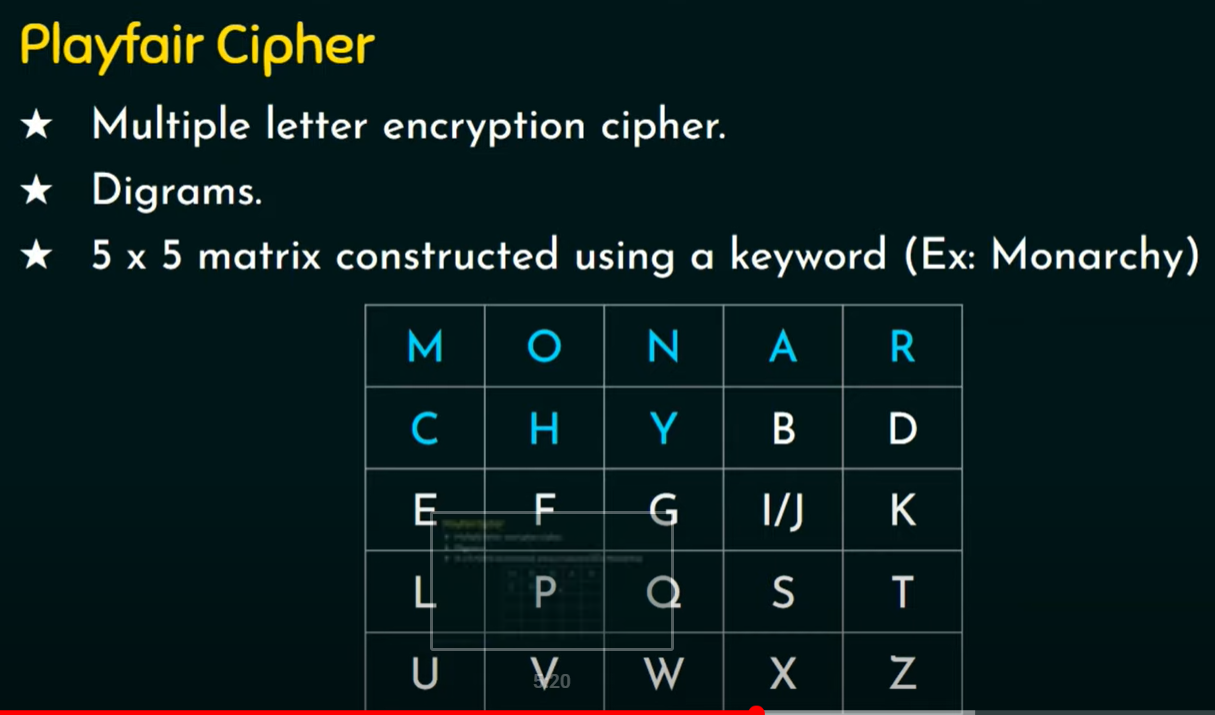 Playfair Cipher
★ Multiple letter encryption cipher.
★ Digrams.
★ 5 x 5 matrix constructed using a keyword (Ex: Monarchy)
M O N A R
C H Y B D
E F G I/J K
L P Q S T
U V W X Z
5:20